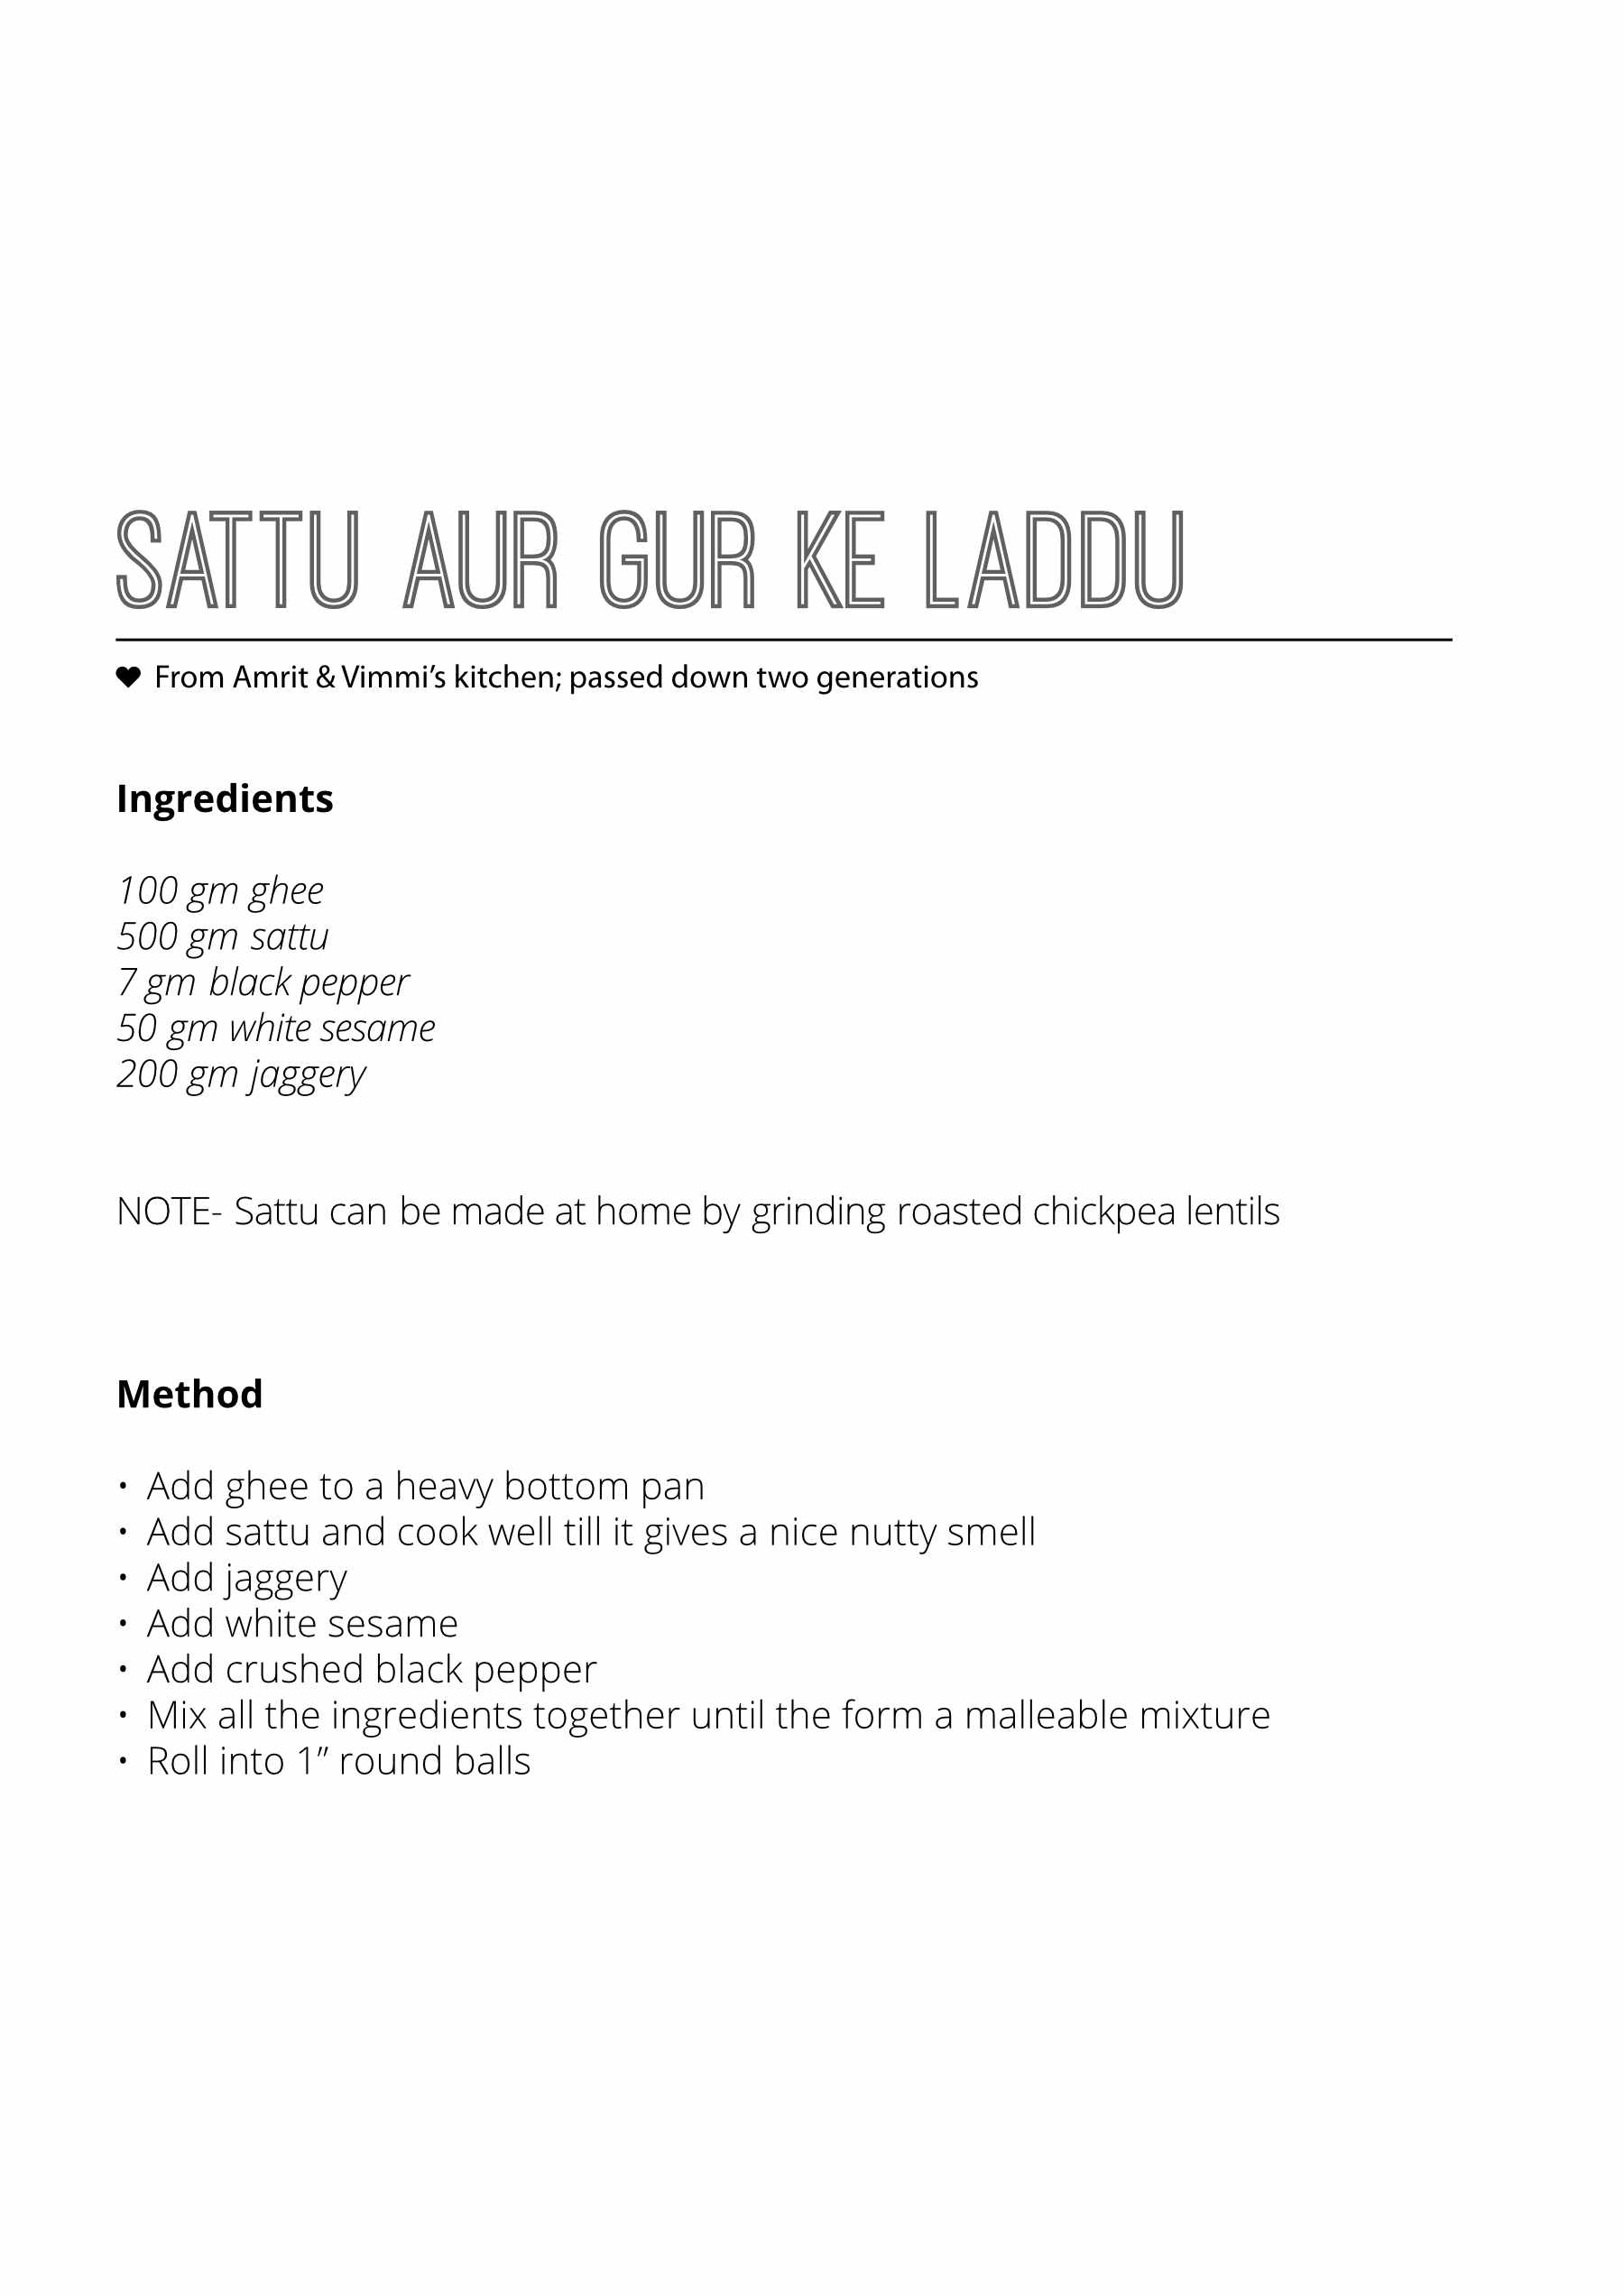 SATTU AUR GUR KE LADDU
♥ From Amrit & Vimmi’s kitchen; passed down two generations
Ingredients
100 gm ghee
500 gm sattu
7 gm black pepper
50 gm white sesame
200 gm jaggery
NOTE- Sattu can be made at home by grinding roasted chickpea lentils
Method
• Add ghee to a heavy bottom pan
• Add sattu and cook well till it gives a nice nutty smell
• Add jaggery
• Add white sesame
• Add crushed black pepper
• Mix all the ingredients together until the form a malleable mixture
• Roll into 1” round balls